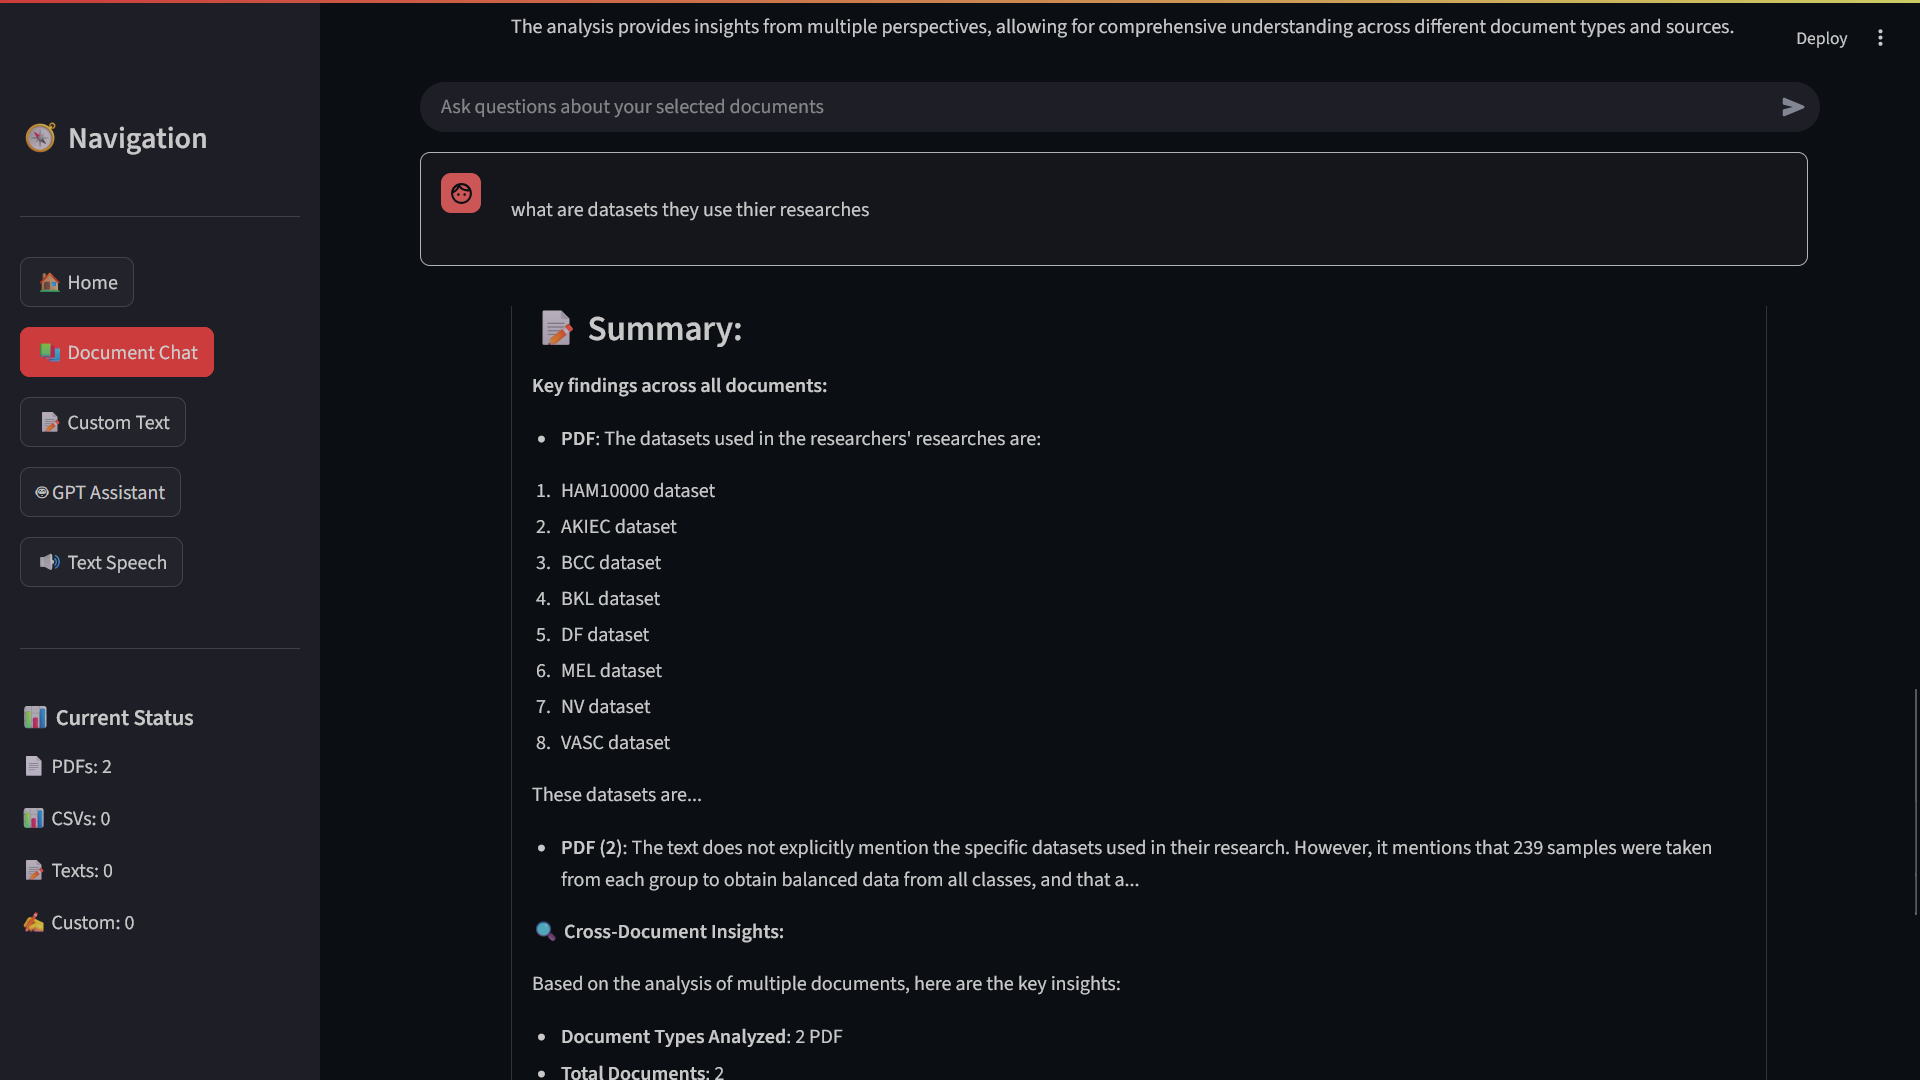 The analysis provides insights from multiple perspectives, allowing for comprehensive understanding across different document types and sources.
Deploy
Navigation
Home
Document Chat
Custom Text
GPT Assistant
Text Speech
Current Status
PDFs: 2
CSVs: 0
Texts: 0
Custom: 0
Ask questions about your selected documents
what are datasets they use thier researches
Summary:
Key findings across all documents:
• PDF: The datasets used in the researchers' researches are:
1. HAM10000 dataset
2. AKIEC dataset
3. BCC dataset
4. BKL dataset
5. DF dataset
6. MEL dataset
7. NV dataset
8. VASC dataset
These datasets are...
• PDF (2): The text does not explicitly mention the specific datasets used in their research. However, it mentions that 239 samples were taken
from each group to obtain balanced data from all classes, and that a...
Cross-Document Insights:
Based on the analysis of multiple documents, here are the key insights:
• Document Types Analyzed: 2 PDF
• Total Documents: 2